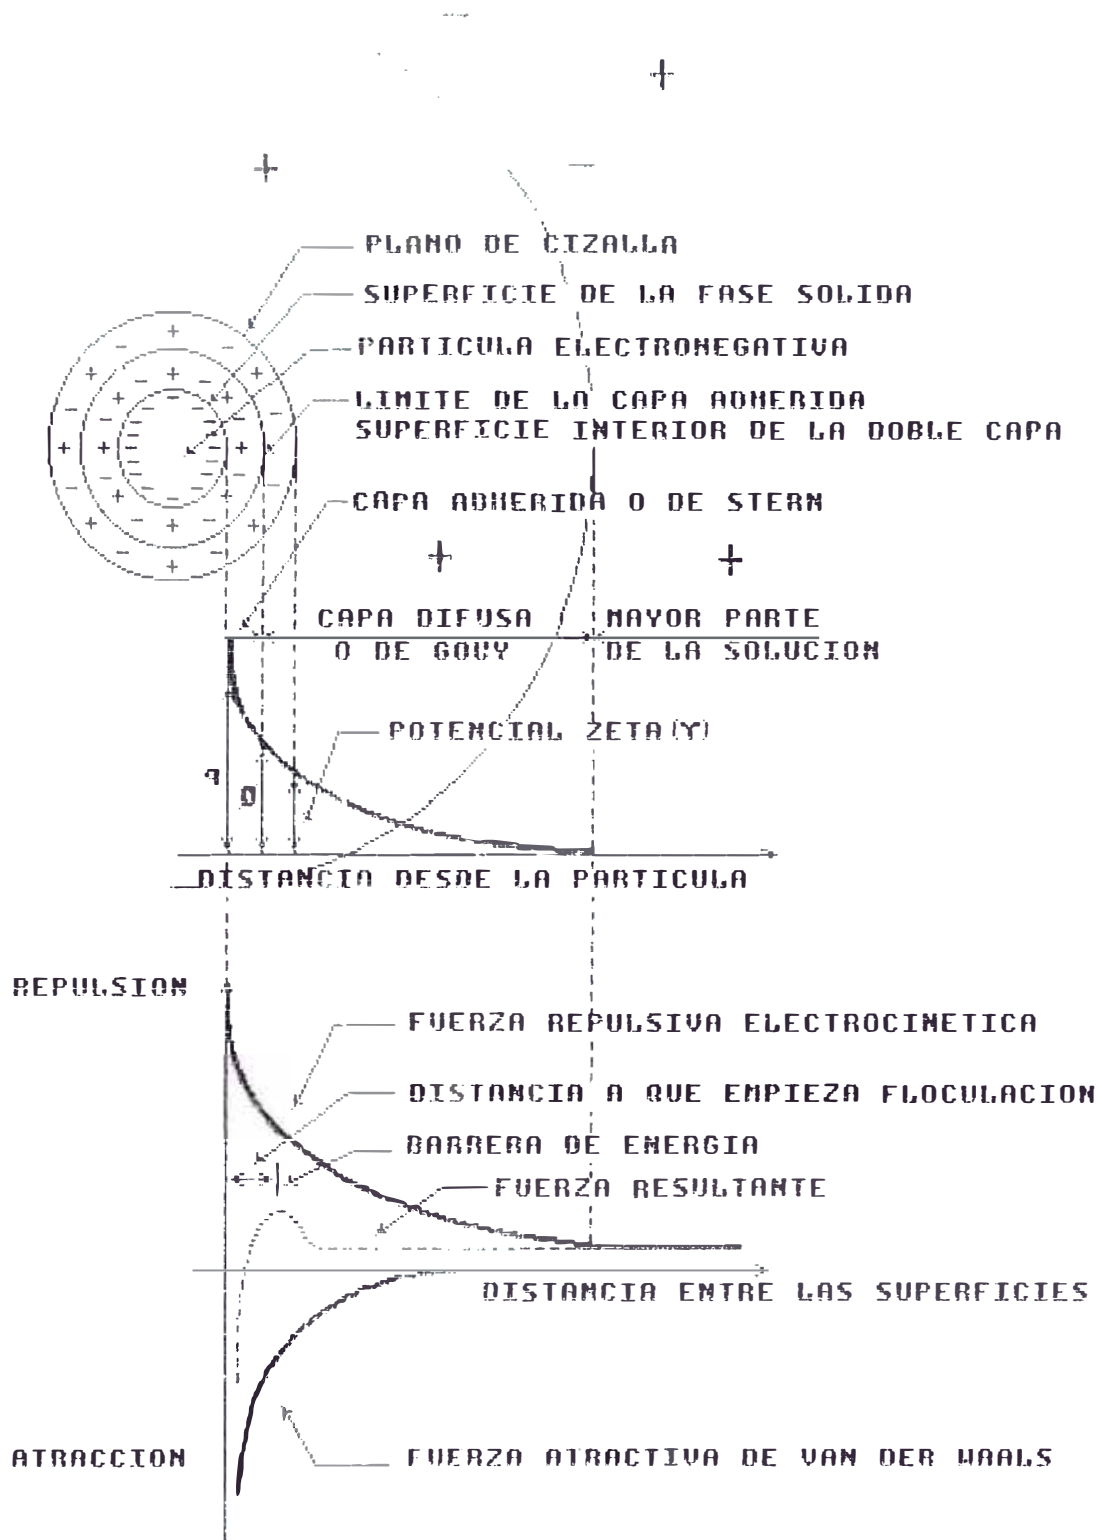 PLANO DE CIZALLA
SUPERFICIE DE LA FASE SOLIDA
PARTICULA ELECTRONEGATIVA
LIMITE DE LA CAPA ADHERIDA
SUPERFICIE INTERIOR DE LA DOBLE CAPA
CAPA ADHERIDA O DE STERN
CAPA DIFUSA
O DE GOUY
MAYOR PARTE
DE LA SOLUCION
POTENCIAL ZETA (Y)
DISTANCIA DESDE LA PARTICULA
REPULSION
FUERZA REPULSIVA ELECTROCINETICA
DISTANCIA A QUE EMPIEZA FLOCULACION
BARRERA DE ENERGIA
FUERZA RESULTANTE
DISTANCIA ENTRE LAS SUPERFICIES
ATRACCION
FUERZA ATRACTIVA DE VAN DER WAALS